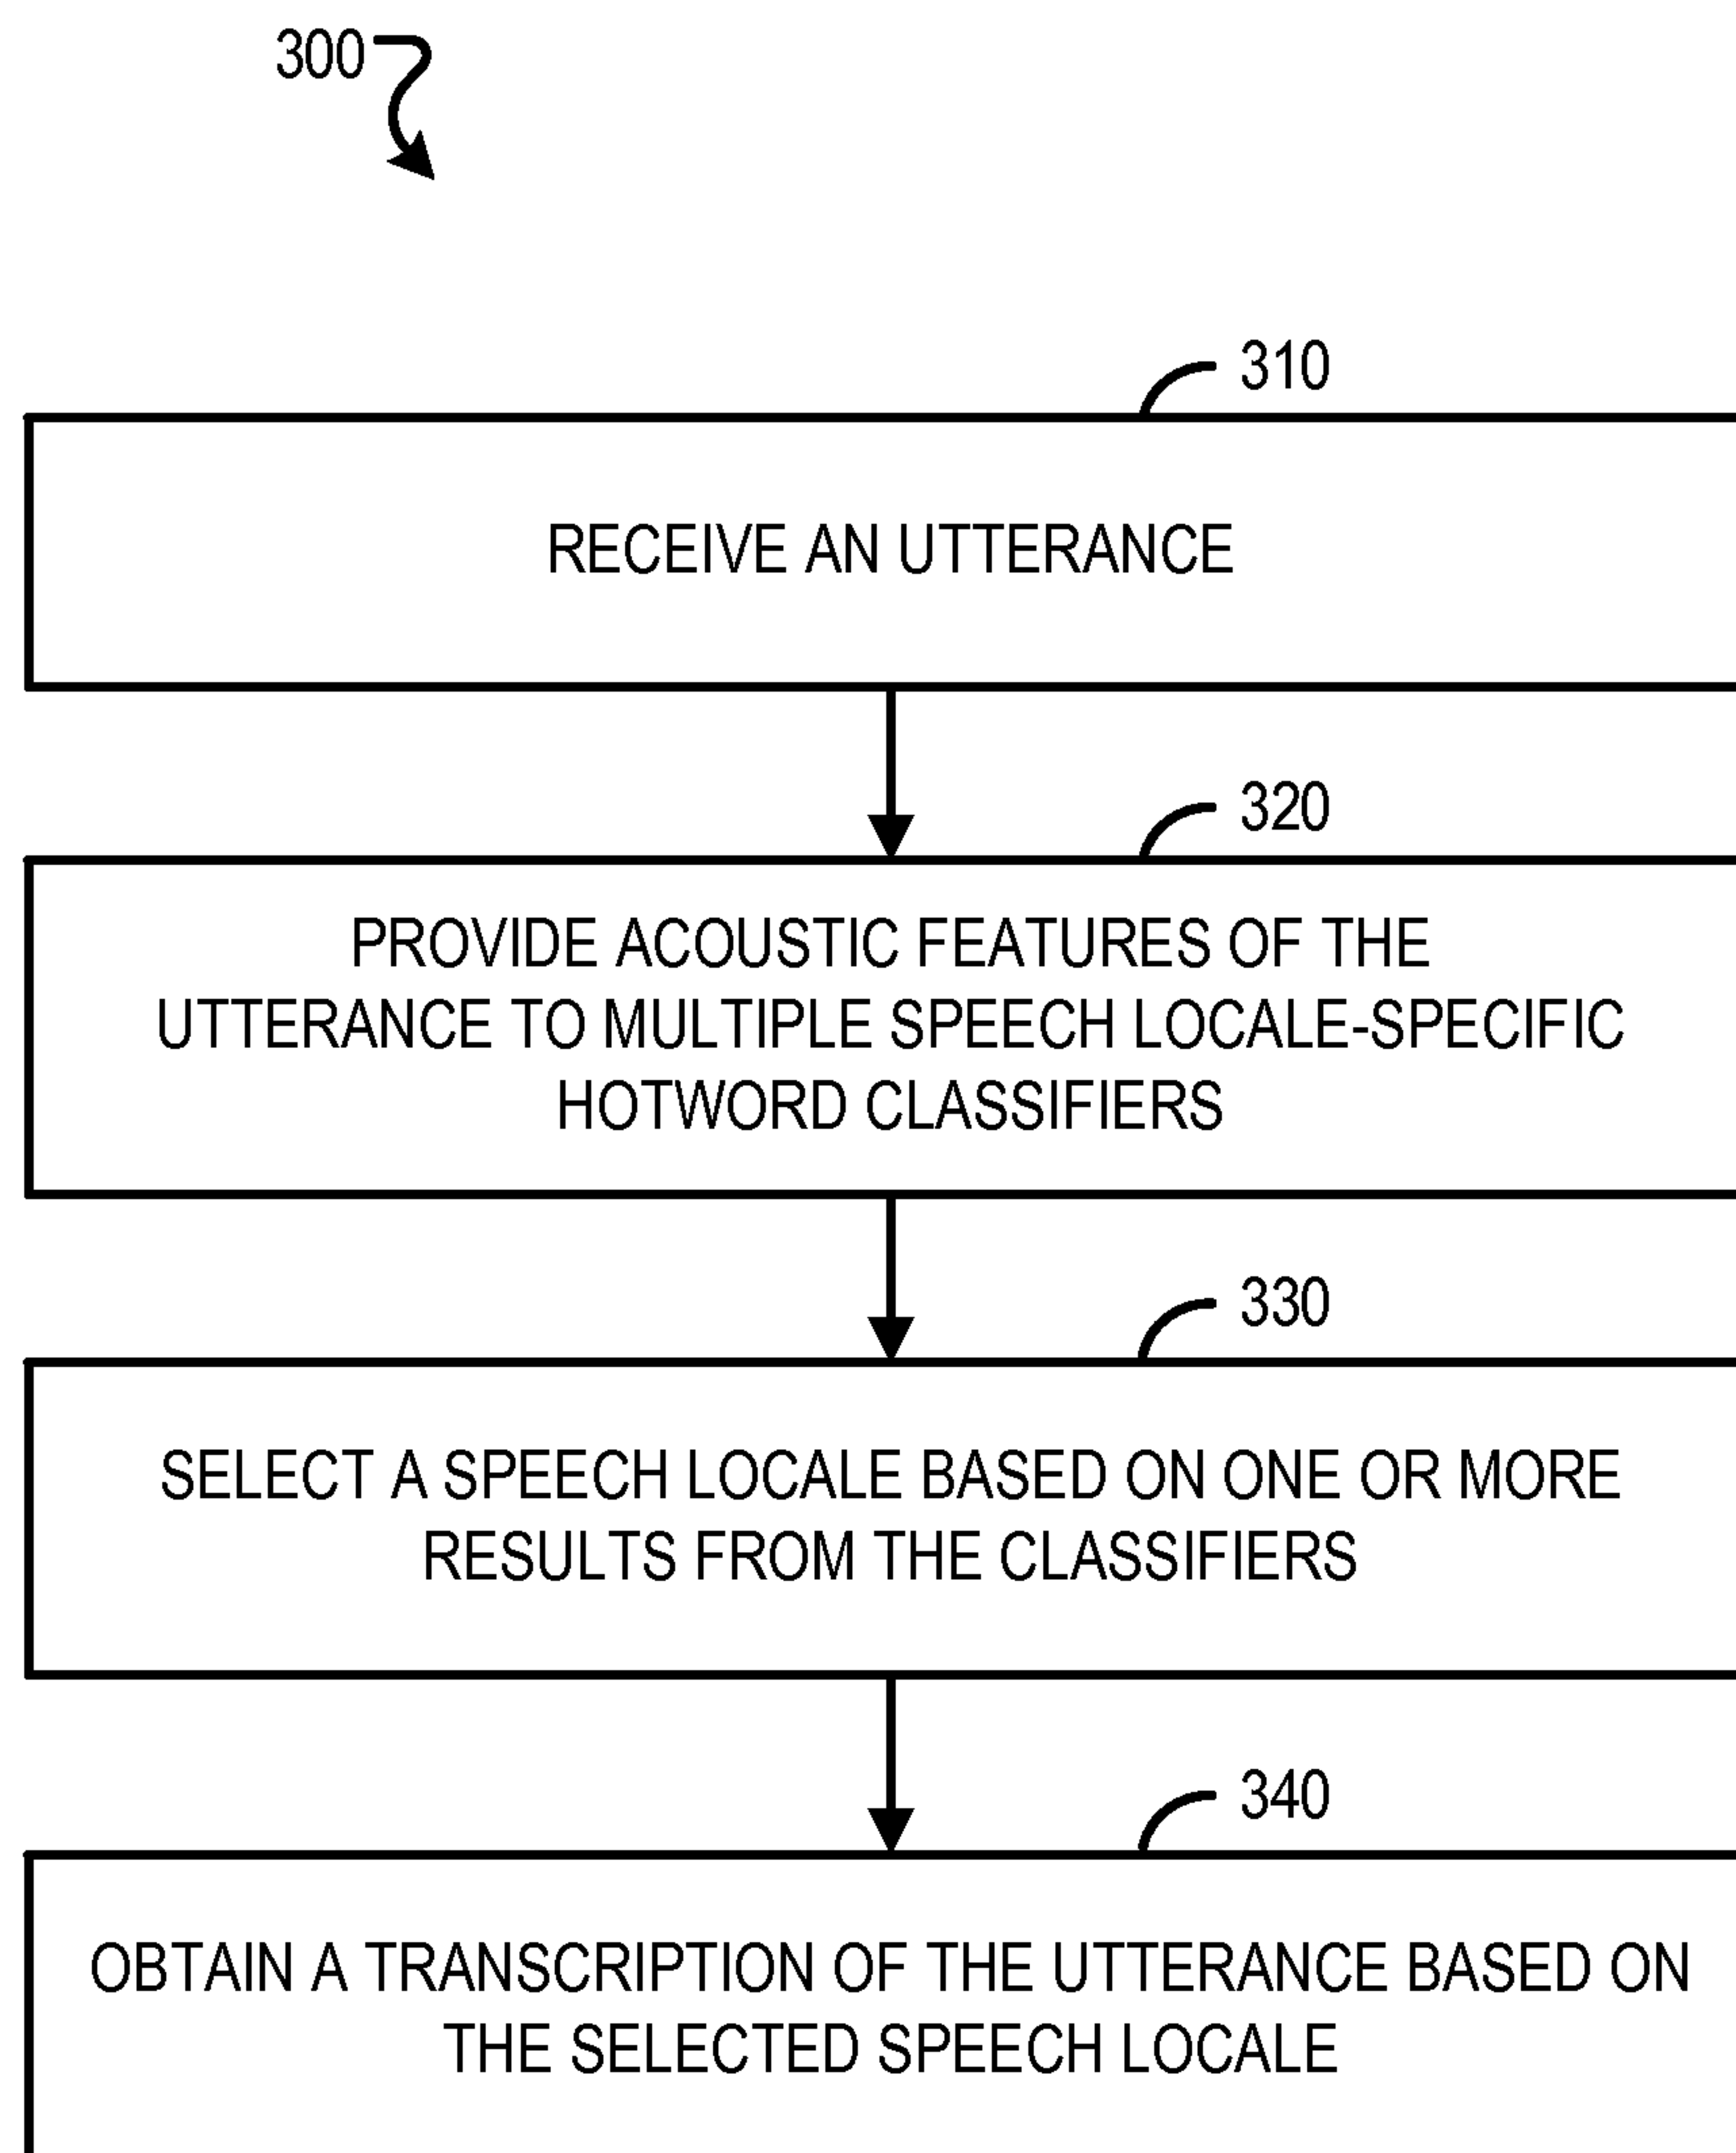 300
310
RECEIVE AN UTTERANCE
320
PROVIDE ACOUSTIC FEATURES OF THE
UTTERANCE TO MULTIPLE SPEECH LOCALE-SPECIFIC
HOTWORD CLASSIFIERS
330
SELECT A SPEECH LOCALE BASED ON ONE OR MORE
RESULTS FROM THE CLASSIFIERS
340
OBTAIN A TRANSCRIPTION OF THE UTTERANCE BASED ON
THE SELECTED SPEECH LOCALE